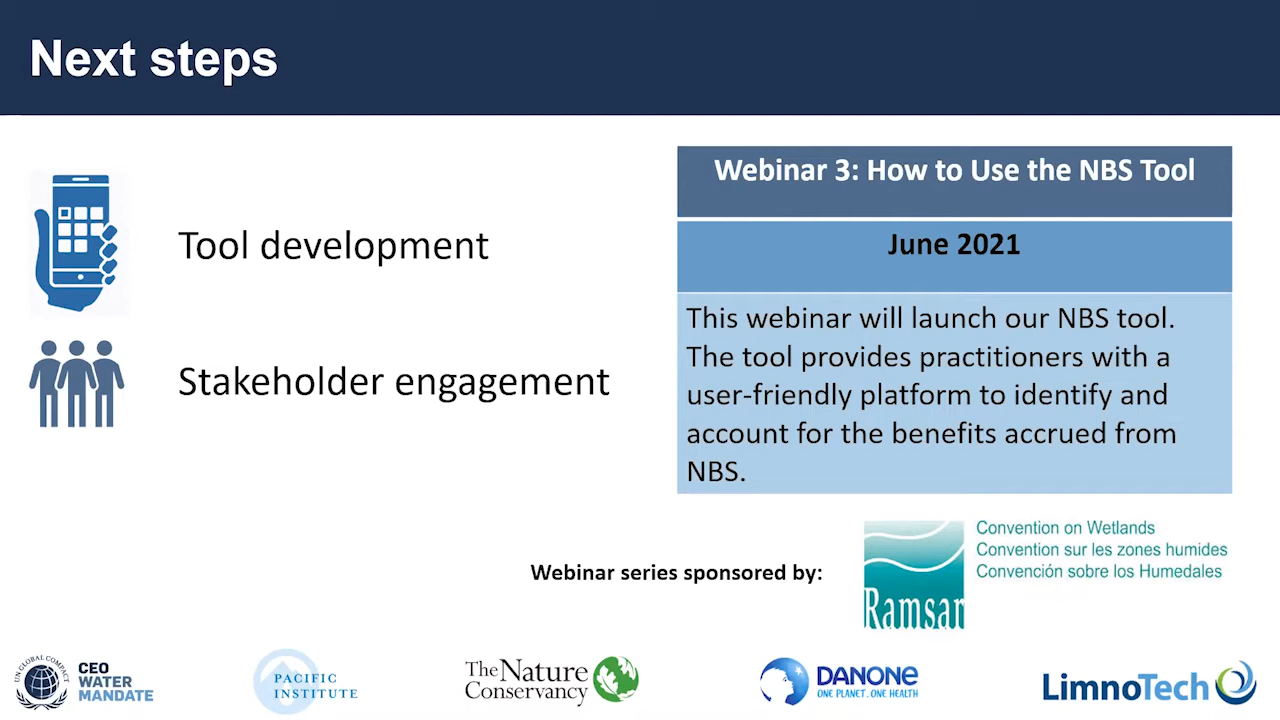 Next steps
Tool development
Stakeholder engagement
Webinar 3: How to Use the NBS Tool
June 2021
This webinar will launch our NBS tool.
The tool provides practitioners with a
user-friendly platform to identify and
account for the benefits accrued from
NBS.
Webinar series sponsored by:
Ramsar
Convention on Wetlands
Convention sur les zones humides
Convención sobre los Humedales
UN GLOBAL COMPACT
CEO
WATER
MANDATE
PACIFIC
INSTITUTE
The Nature
Conservancy
DANONE
ONE PLANET. ONE HEALTH
LimnoTech